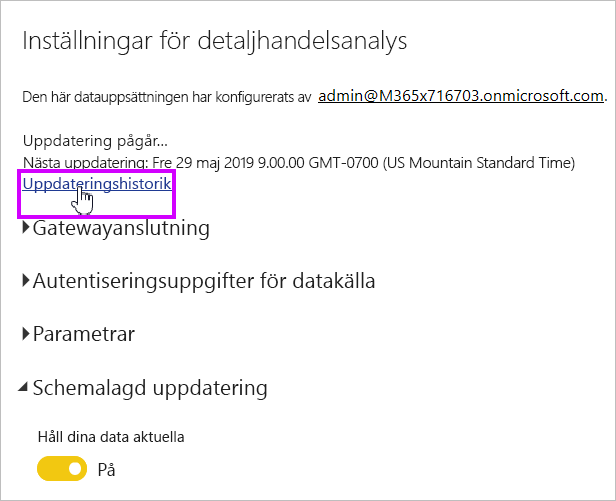 Inställningar för detaljhandelsanalys
Den här datauppsättningen har konfigurerats av admin@M365x716703.onmicrosoft.com.
Uppdatering pågår...
Nästa uppdatering: Fre 29 maj 2019 9.00.00 GMT-0700 (US Mountain Standard Time)
Uppdateringshistorik
Gatewayanslutning
Autentiseringsuppgifter för datakälla
Parametrar
Schemalagd uppdatering
Håll dina data aktuella
På